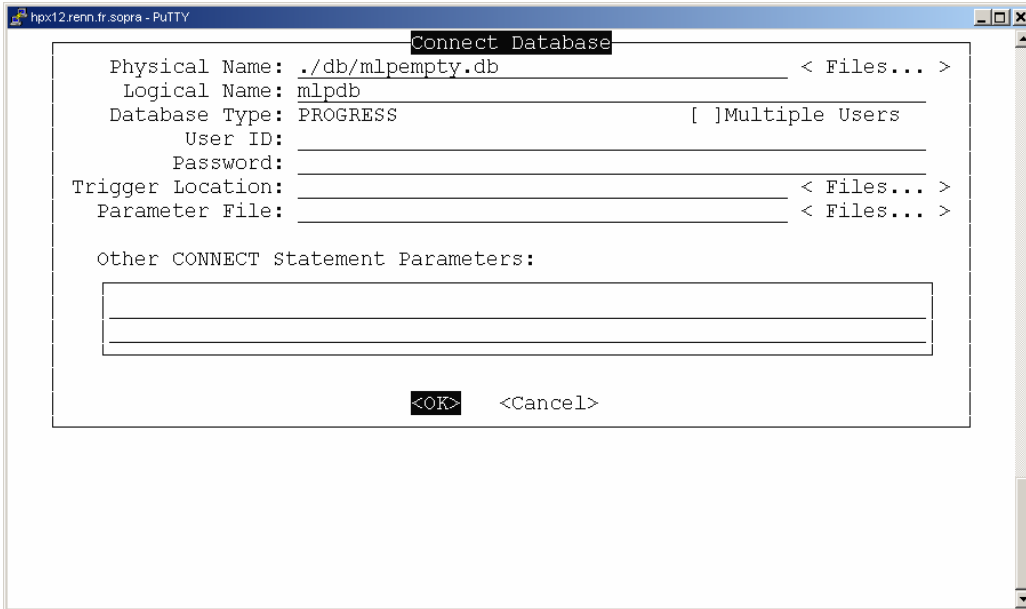 hpx12.renn.fr.sopra - PuTTY
Connect Database
Physical Name: ./db/mlpempty.db < Files... >
Logical Name: mlpdb
Database Type: PROGRESS [ ]Multiple Users
User ID:
Password:
Trigger Location: < Files... >
Parameter File: < Files... >
Other CONNECT Statement Parameters:
<OK> <Cancel>